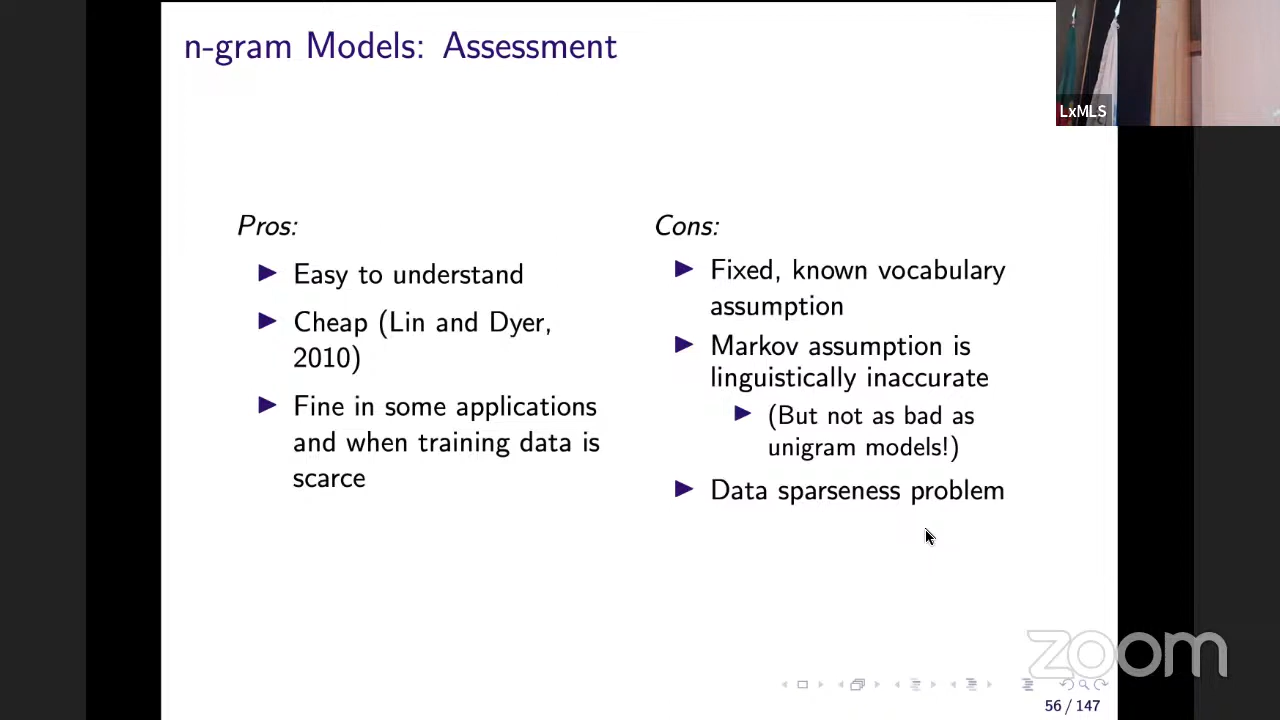 n-gram Models: Assessment
LxMLS
Pros:
Easy to understand
Cheap (Lin and Dyer,
2010)
Fine in some applications
and when training data is
scarce
Cons:
Fixed, known vocabulary
assumption
Markov assumption is
linguistically inaccurate
(But not as bad as
unigram models!)
Data sparseness problem
zoom
56 / 147